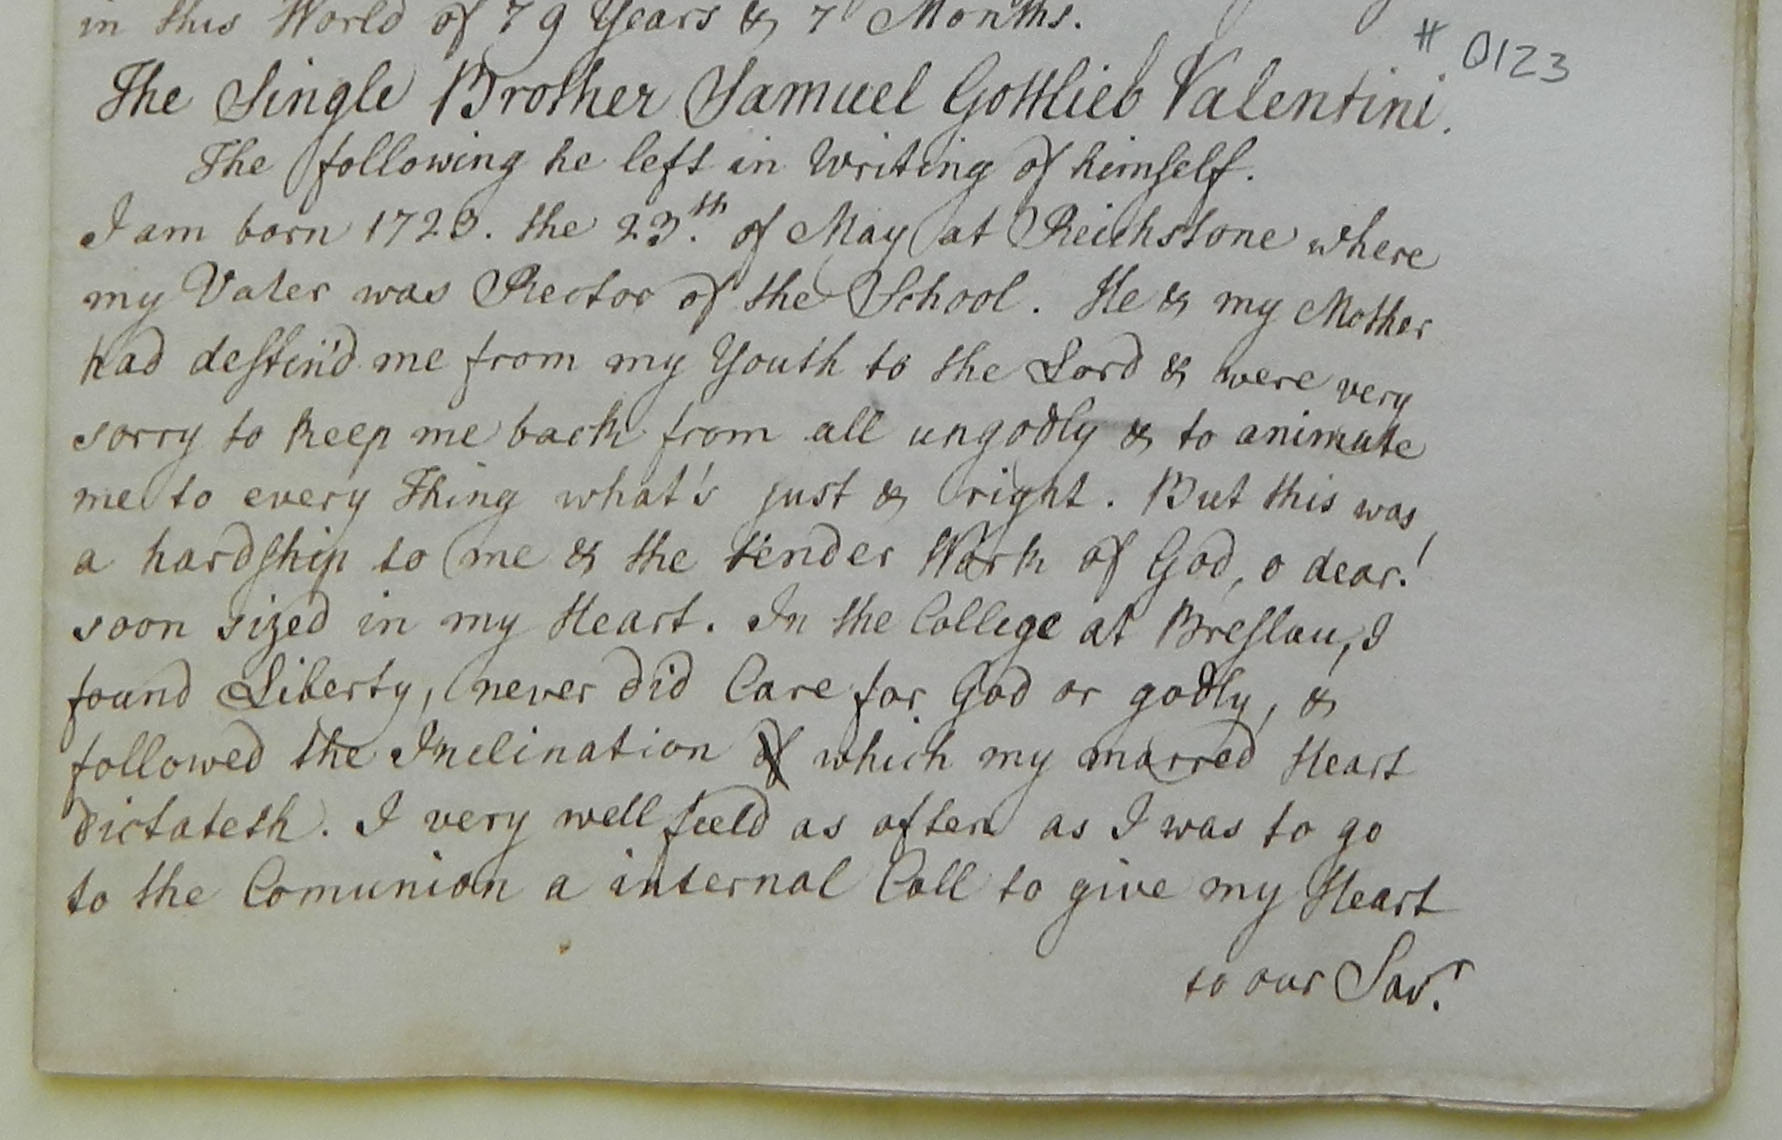 in this World of 79 Years & 7 Months.
# 0123
The Single Brother Samuel Gottlieb Valentini.
The following he left in Writing of himself.
I am born 1723. the 23.th of May at Reichstone where
my Vater was Rector of the School. He & my Mother
had destin'd me from my Youth to the Lord & were very
sorry to keep me back from all ungodly & to animate
me to every Thing what's just & right. But this was
a hardship to me & the tender Work of God, o dear!
soon sized in my Heart. In the College at Breslau, I
found Liberty, never did Care for God or godly, &
followed the Inclination of which my marred Heart
dictateth. I very well feeld as often as I was to go
to the Comunion a internal Call to give my Heart
to our Savr.